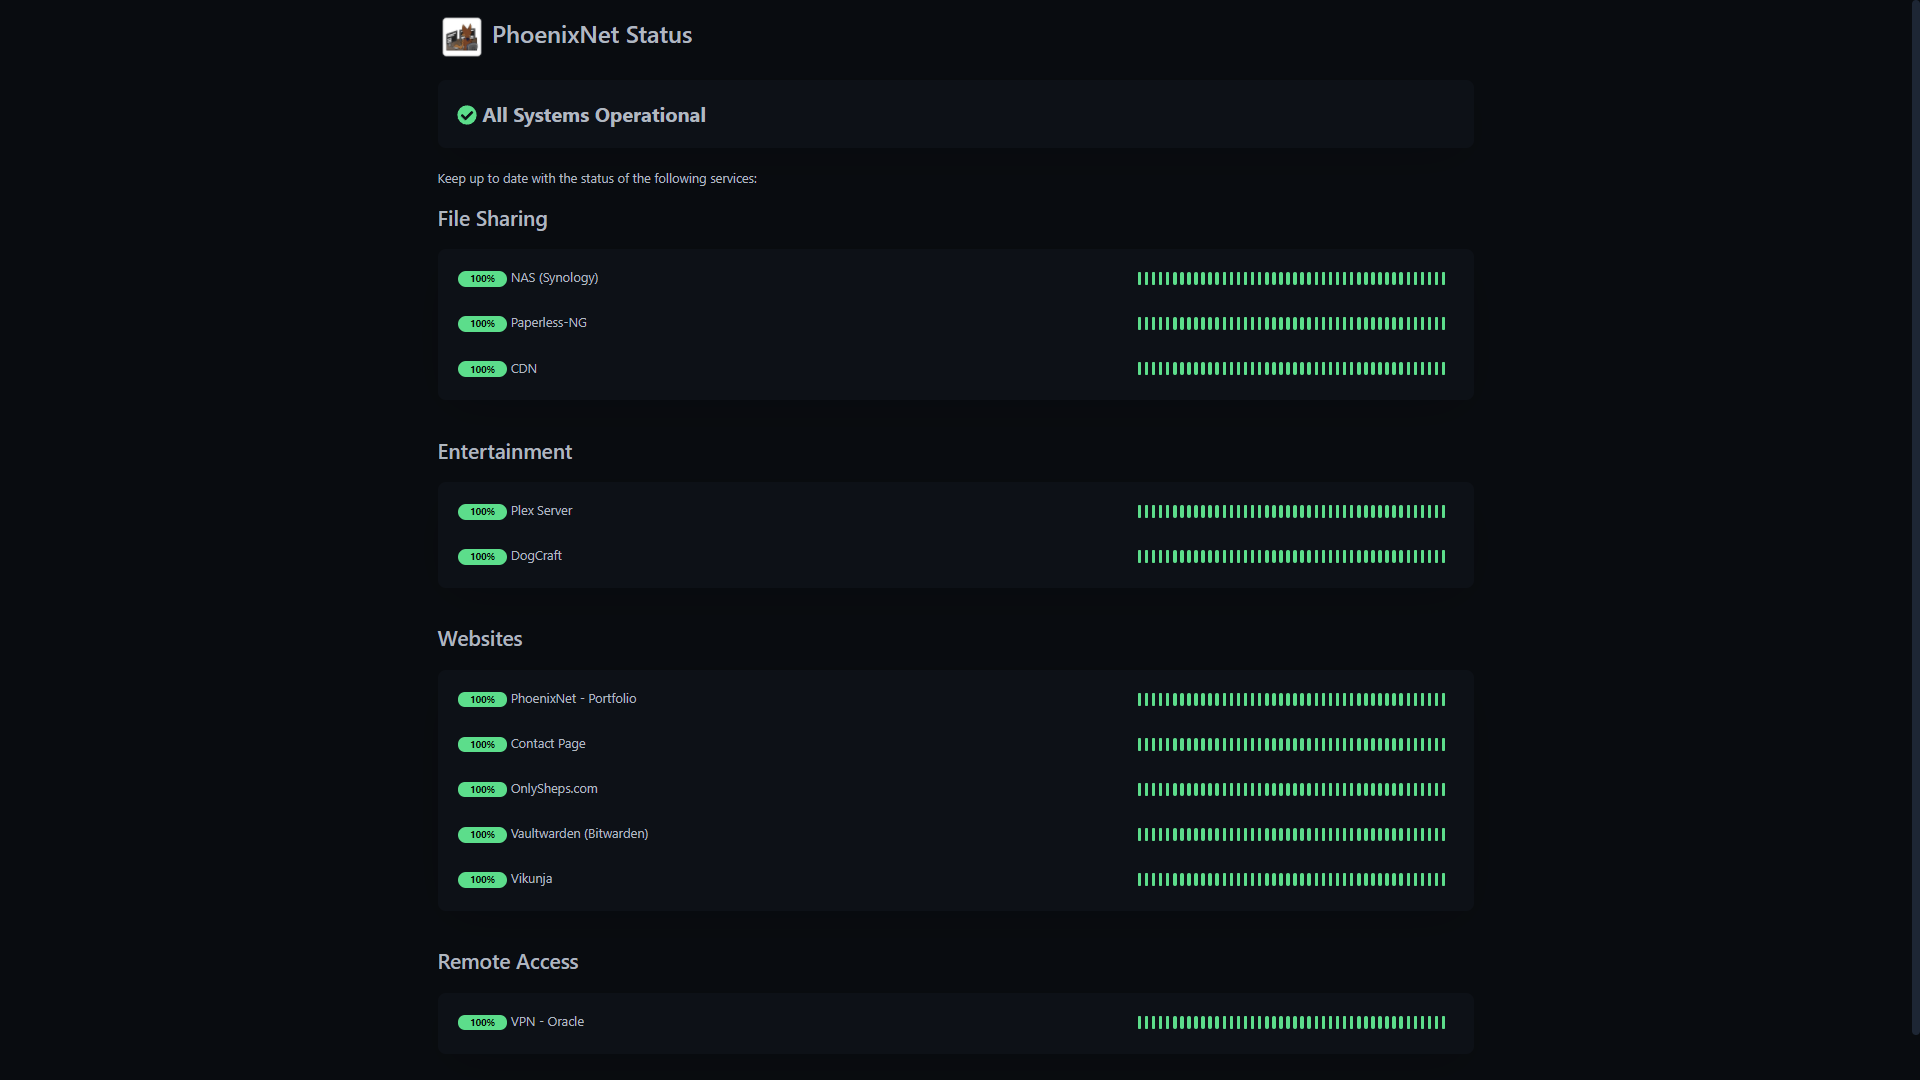 PhoenixNet Status
All Systems Operational
Keep up to date with the status of the following services:
File Sharing
100% NAS (Synology)
100% Paperless-NG
100% CDN
Entertainment
100% Plex Server
100% DogCraft
Websites
100% PhoenixNet - Portfolio
100% Contact Page
100% OnlySheps.com
100% Vaultwarden (Bitwarden)
100% Vikunja
Remote Access
100% VPN - Oracle